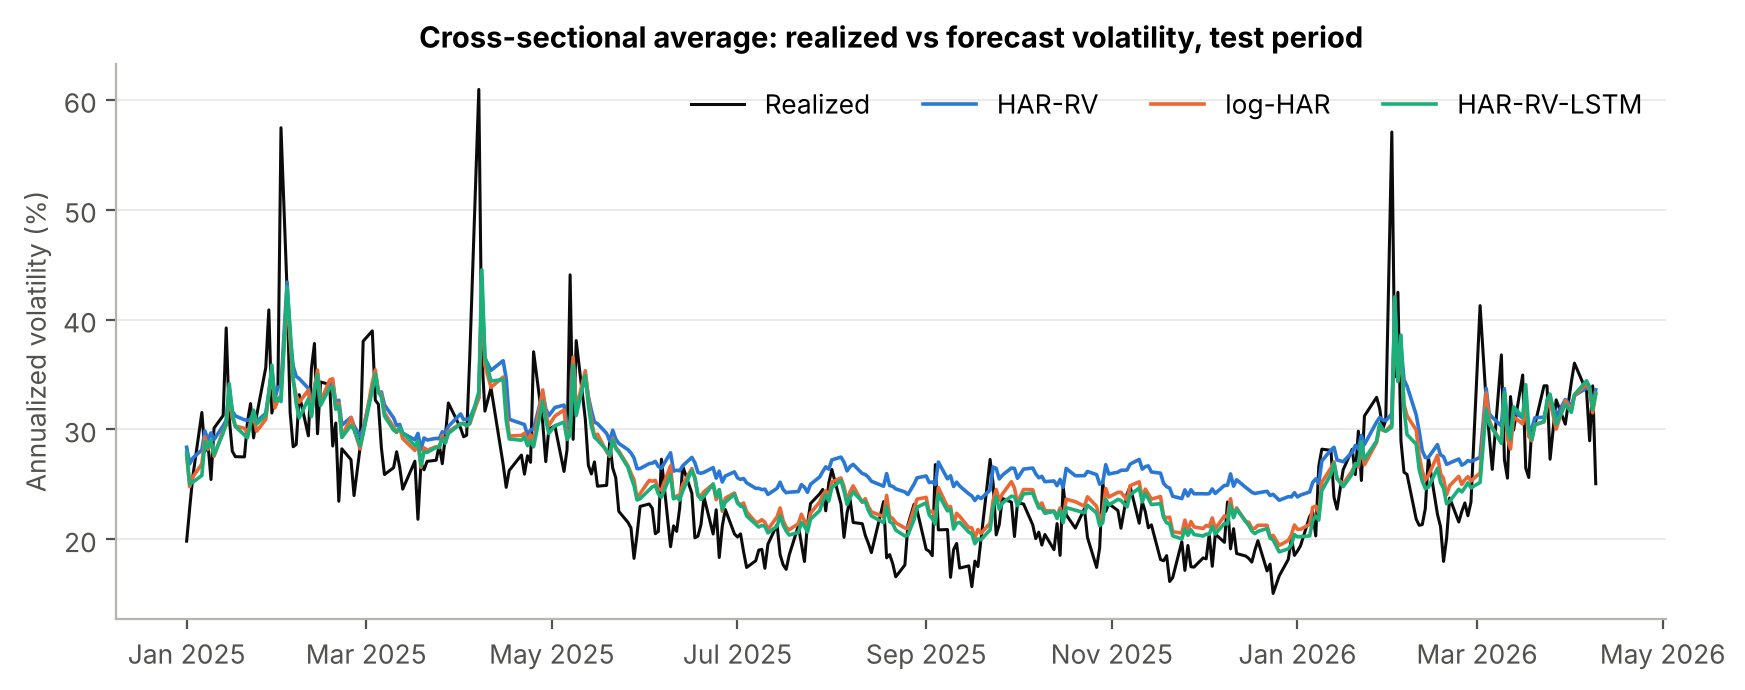 Cross-sectional average: realized vs forecast volatility, test period
Realized HAR-RV log-HAR HAR-RV-LSTM
Annualized volatility (%)
60
50
40
30
20
Jan 2025 Mar 2025 May 2025 Jul 2025 Sep 2025 Nov 2025 Jan 2026 Mar 2026 May 2026